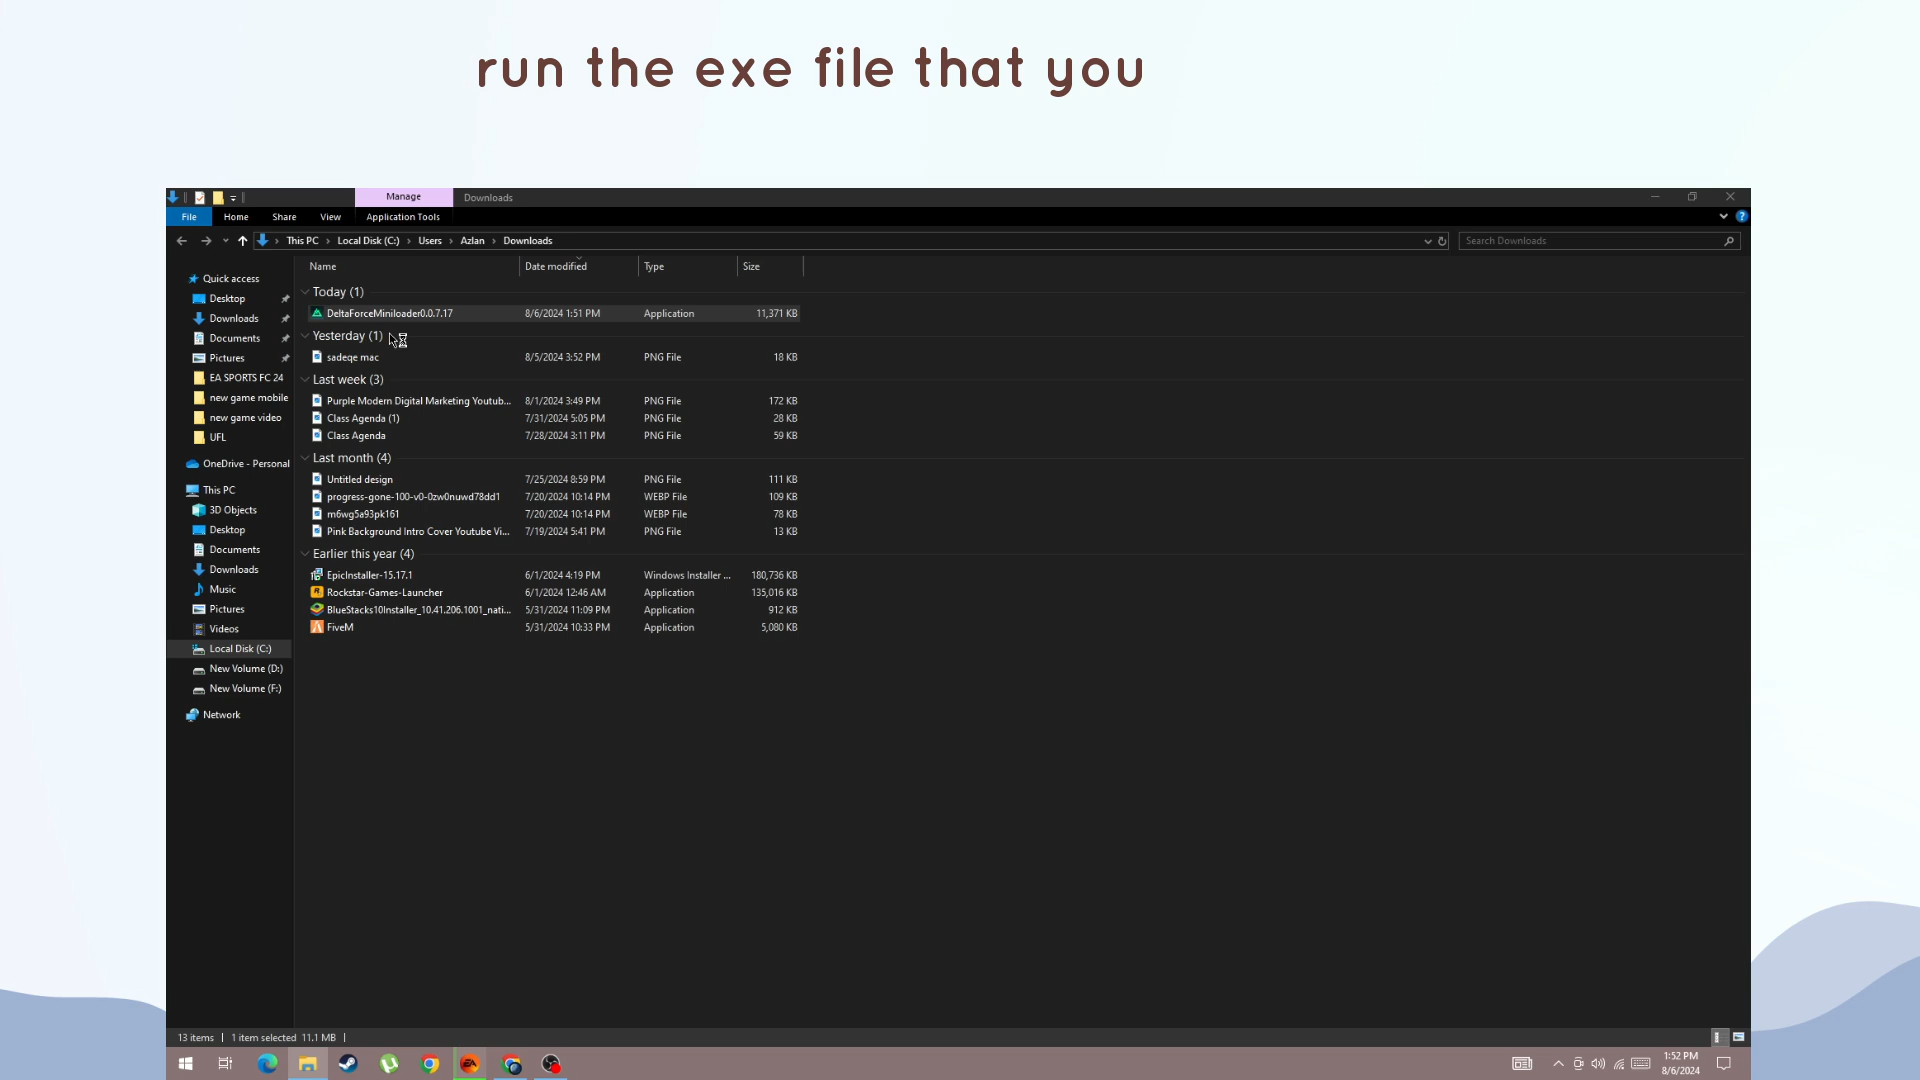 run the exe file that you
Manage
Downloads
File
Home
Share
View
Application Tools
This PC
Local Disk (C:)
Users
Azlan
Downloads
Search Downloads
Name
Date modified
Type
Size
Quick access
Desktop
Downloads
Documents
Pictures
EA SPORTS FC 24
new game mobile
new game video
UFL
OneDrive - Personal
This PC
3D Objects
Desktop
Documents
Downloads
Music
Pictures
Videos
Local Disk (C:)
New Volume (D:)
New Volume (F:)
Network
Today (1)
DeltaForceMiniloader0.0.7.17 8/6/2024 1:51 PM Application 11,371 KB
Yesterday (1)
sadeqe mac 8/5/2024 3:52 PM PNG File 18 KB
Last week (3)
Purple Modern Digital Marketing Youtub... 8/1/2024 3:49 PM PNG File 172 KB
Class Agenda (1) 7/31/2024 5:05 PM PNG File 28 KB
Class Agenda 7/28/2024 3:11 PM PNG File 59 KB
Last month (4)
Untitled design 7/25/2024 8:59 PM PNG File 111 KB
progress-gone-100-v0-0zw0nuwd78dd1 7/20/2024 10:14 PM WEBP File 109 KB
m6wg5a93pk161 7/20/2024 10:14 PM WEBP File 78 KB
Pink Background Intro Cover Youtube Vi... 7/19/2024 5:41 PM PNG File 13 KB
Earlier this year (4)
EpicInstaller-15.17.1 6/1/2024 4:19 PM Windows Installer ... 180,736 KB
Rockstar-Games-Launcher 6/1/2024 12:46 AM Application 135,016 KB
BlueStacks10Installer_10.41.206.1001_nati... 5/31/2024 11:09 PM Application 912 KB
FiveM 5/31/2024 10:33 PM Application 5,080 KB
13 items
1 item selected 11.1 MB
EA
1:52 PM
8/6/2024